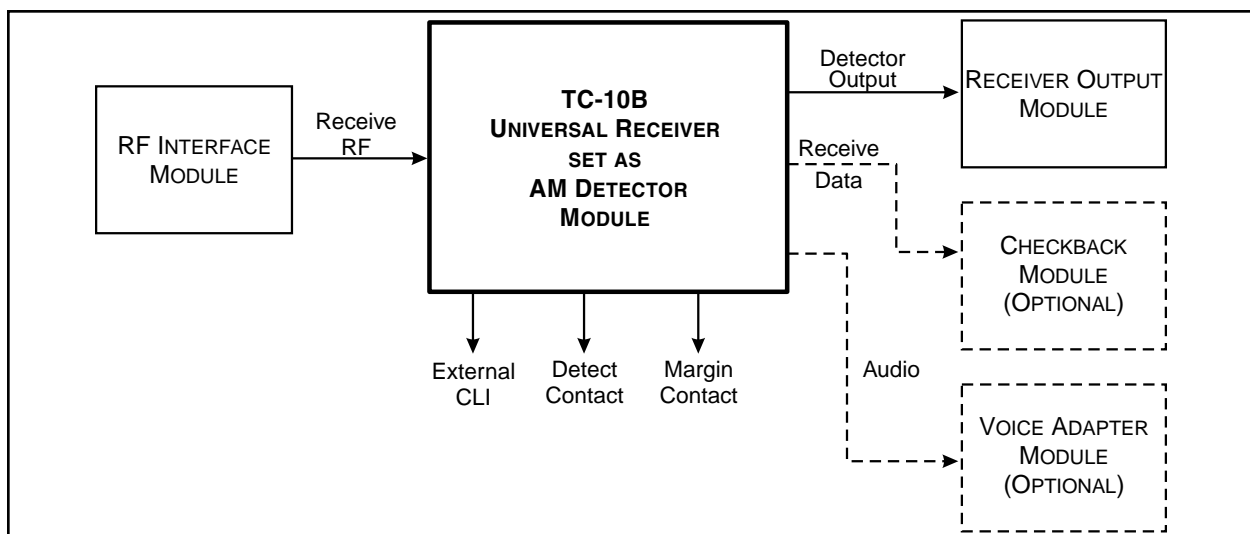 RF INTERFACE
MODULE
Receive
RF
TC-10B
UNIVERSAL RECEIVER
SET AS
AM DETECTOR
MODULE
Detector
Output
RECEIVER OUTPUT
MODULE
Receive
Data
CHECKBACK
MODULE
(OPTIONAL)
External
CLI
Detect
Contact
Margin
Contact
Audio
VOICE ADAPTER
MODULE
(OPTIONAL)